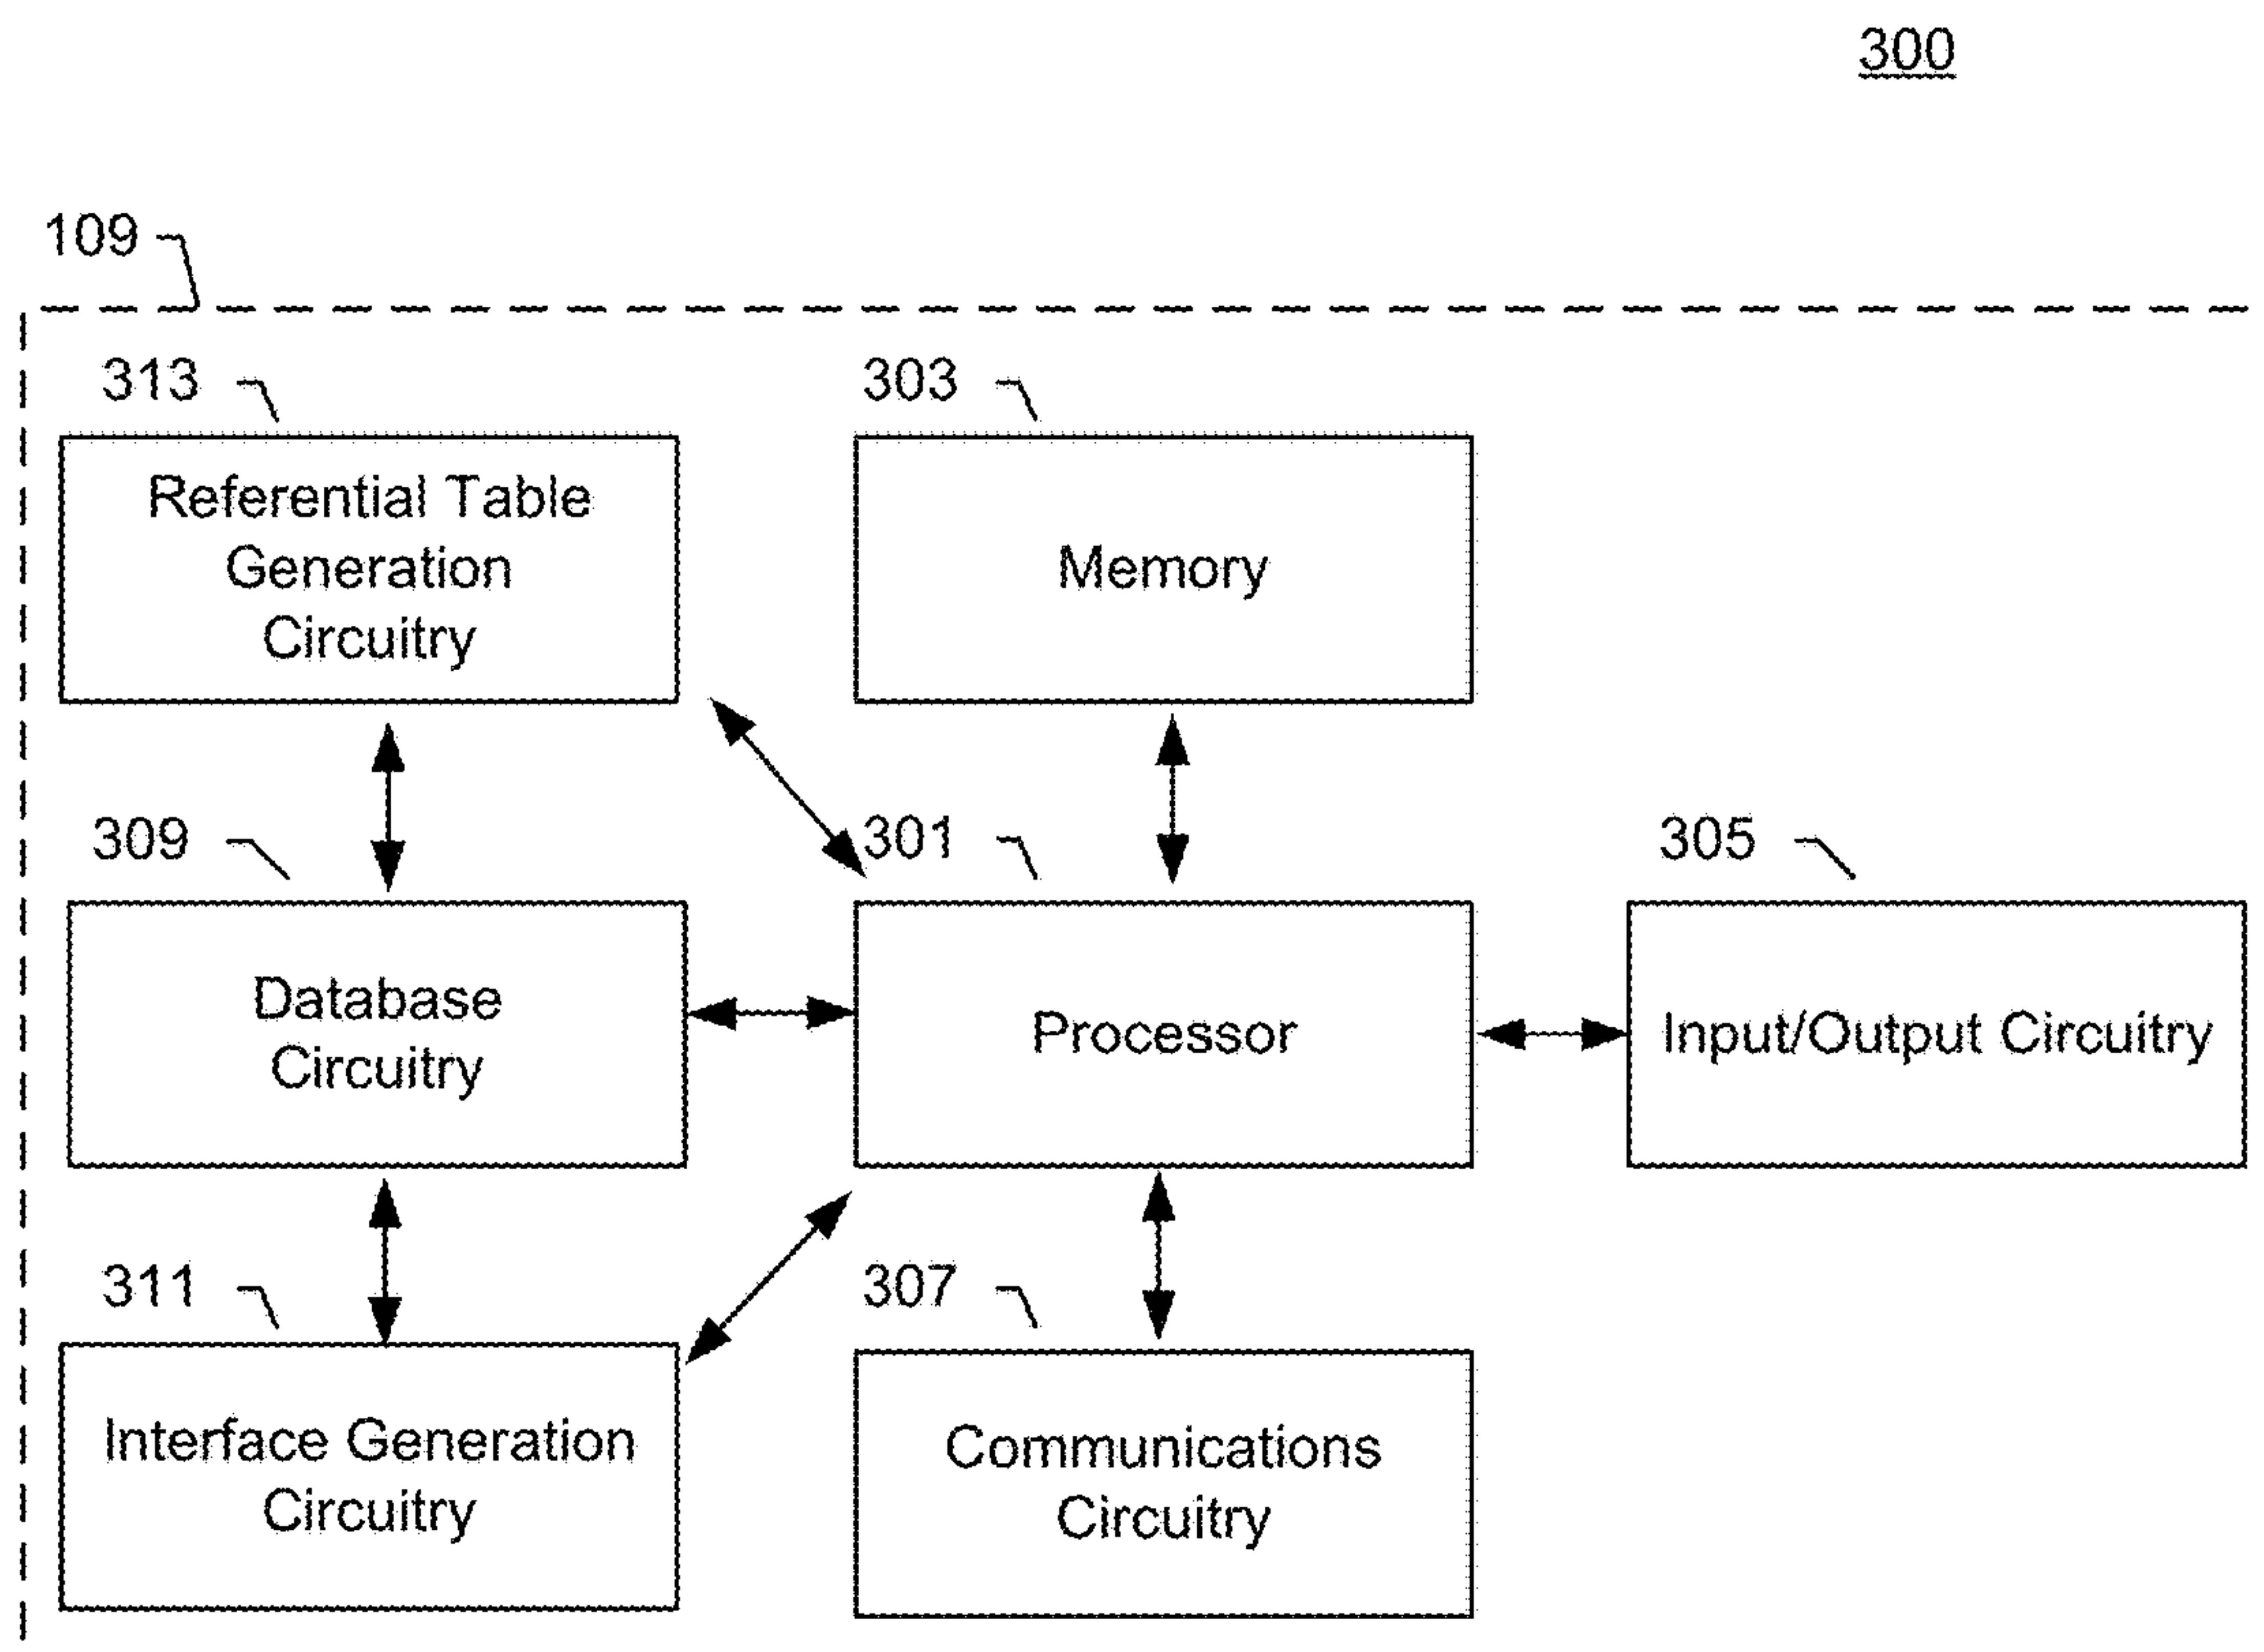 300
109
313
303
Referential Table
Generation
Circuitry
Memory
309
301
305
Database
Circuitry
Processor
Input/Output Circuitry
311
307
Interface Generation
Circuitry
Communications
Circuitry